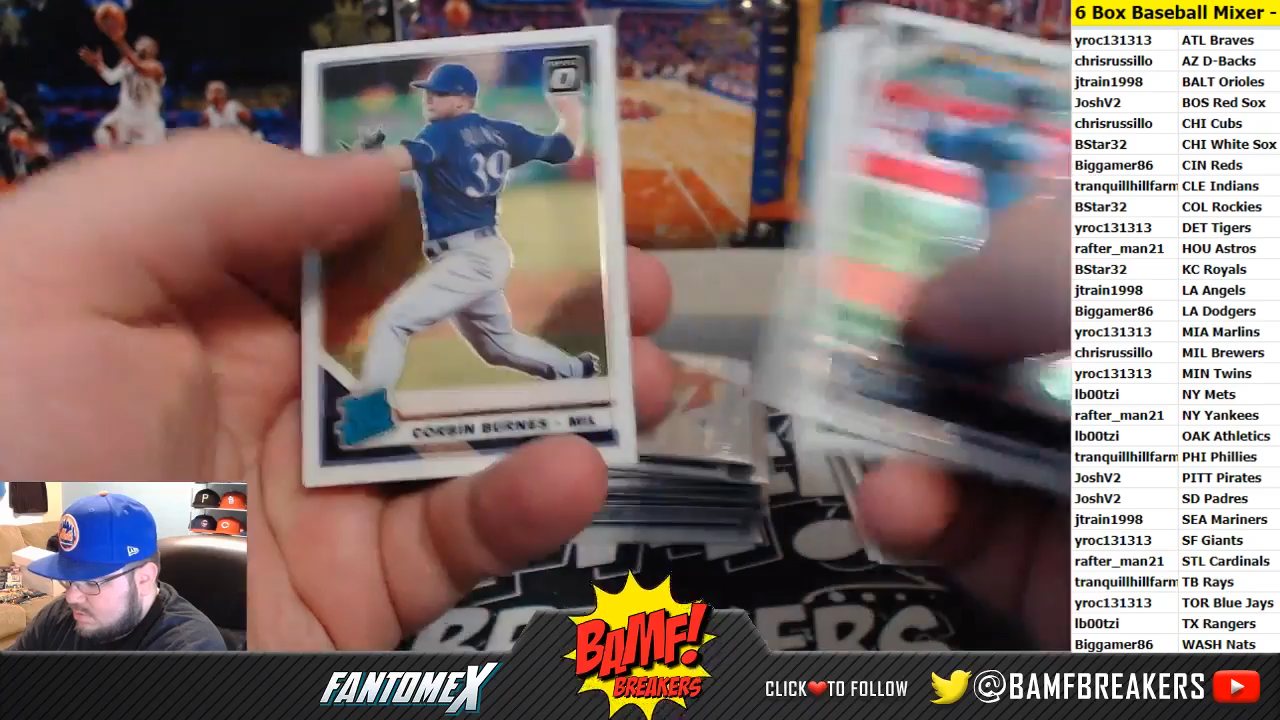 6 Box Baseball Mixer -
yroc131313 ATL Braves
chrisrussillo AZ D-Backs
jtrain1998 BALT Orioles
JoshV2 BOS Red Sox
chrisrussillo CHI Cubs
BStar32 CHI White Sox
Biggamer86 CIN Reds
tranquillhillfarm CLE Indians
BStar32 COL Rockies
yroc131313 DET Tigers
rafter_man21 HOU Astros
BStar32 KC Royals
jtrain1998 LA Angels
Biggamer86 LA Dodgers
yroc131313 MIA Marlins
chrisrussillo MIL Brewers
yroc131313 MIN Twins
lb00tzi NY Mets
rafter_man21 NY Yankees
lb00tzi OAK Athletics
tranquillhillfarm PHI Phillies
JoshV2 PITT Pirates
JoshV2 SD Padres
jtrain1998 SEA Mariners
yroc131313 SF Giants
rafter_man21 STL Cardinals
tranquillhillfarm TB Rays
yroc131313 TOR Blue Jays
lb00tzi TX Rangers
Biggamer86 WASH Nats
39
CORBIN BURNES - MIL
FANTOMEX
BAMF!
BREAKERS
CLICK TO FOLLOW
@BAMFBREAKERS